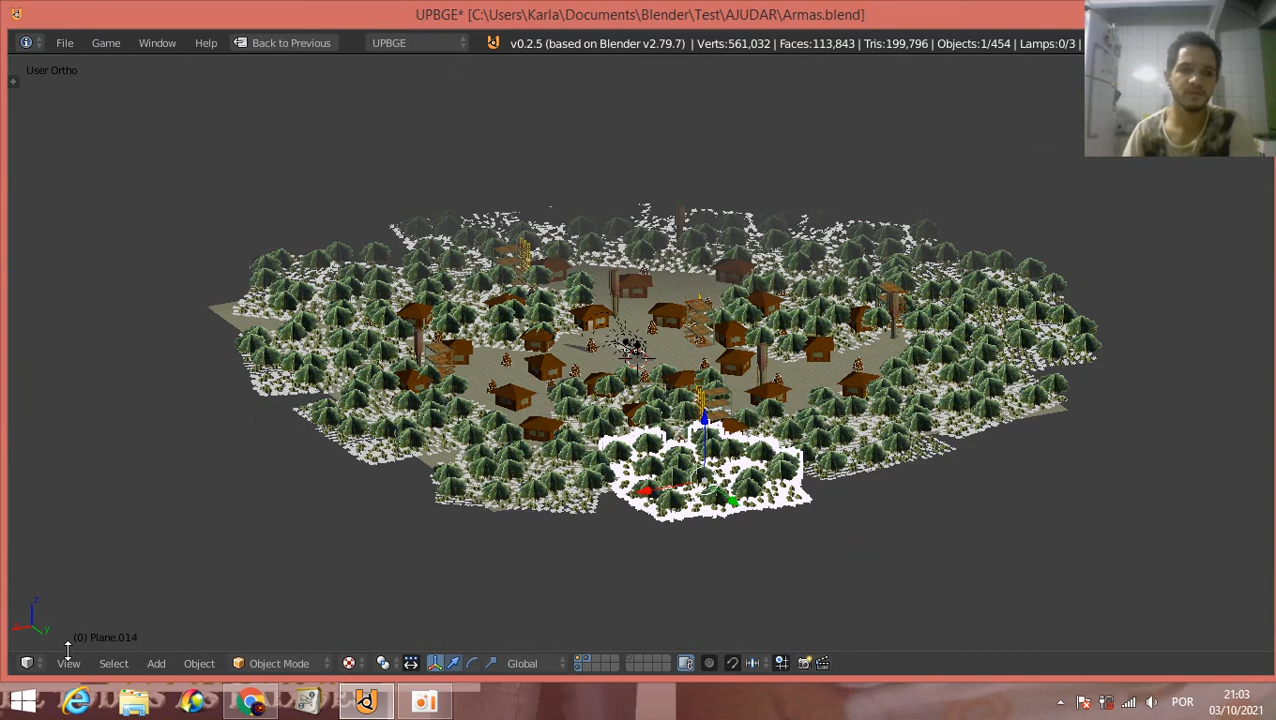 UPBGE* [C:\Users\Karla\Documents\Blender\Test\AJUDAR\Armas.blend]
File Game Window Help Back to Previous UPBGE v0.2.5 (based on Blender v2.79.7) | Verts:561,032 | Faces:113,843 | Tris:199,796 | Objects:1/454 | Lamps:0/3 |
User Ortho
z
y
(0) Plane.014
View Select Add Object Object Mode Global
POR
21:03
03/10/2021